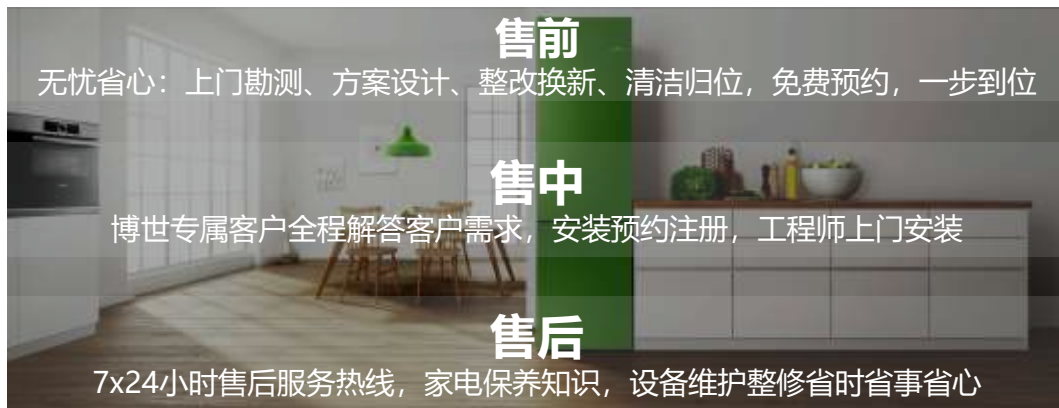 售前
无忧省心：上门勘测、方案设计、整改换新、清洁归位，免费预约，一步到位
售中
博世专属客户全程解答客户需求，安装预约注册，工程师上门安装
售后
7x24小时售后服务热线，家电保养知识，设备维护整修省时省事省心